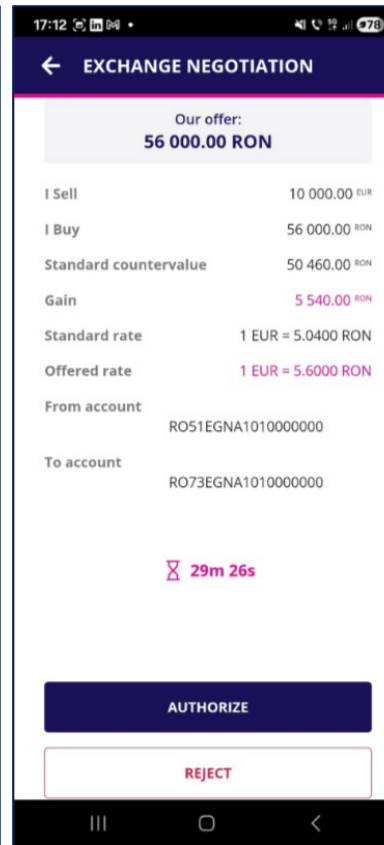 17:12 in M • 5G 78
← EXCHANGE NEGOTIATION
Our offer:
56 000.00 RON
I Sell 10 000.00 EUR
I Buy 56 000.00 RON
Standard countervalue 50 460.00 RON
Gain 5 540.00 RON
Standard rate 1 EUR = 5.0400 RON
Offered rate 1 EUR = 5.6000 RON
From account
RO51EGNA1010000000
To account
RO73EGNA1010000000
29m 26s
AUTHORIZE
REJECT